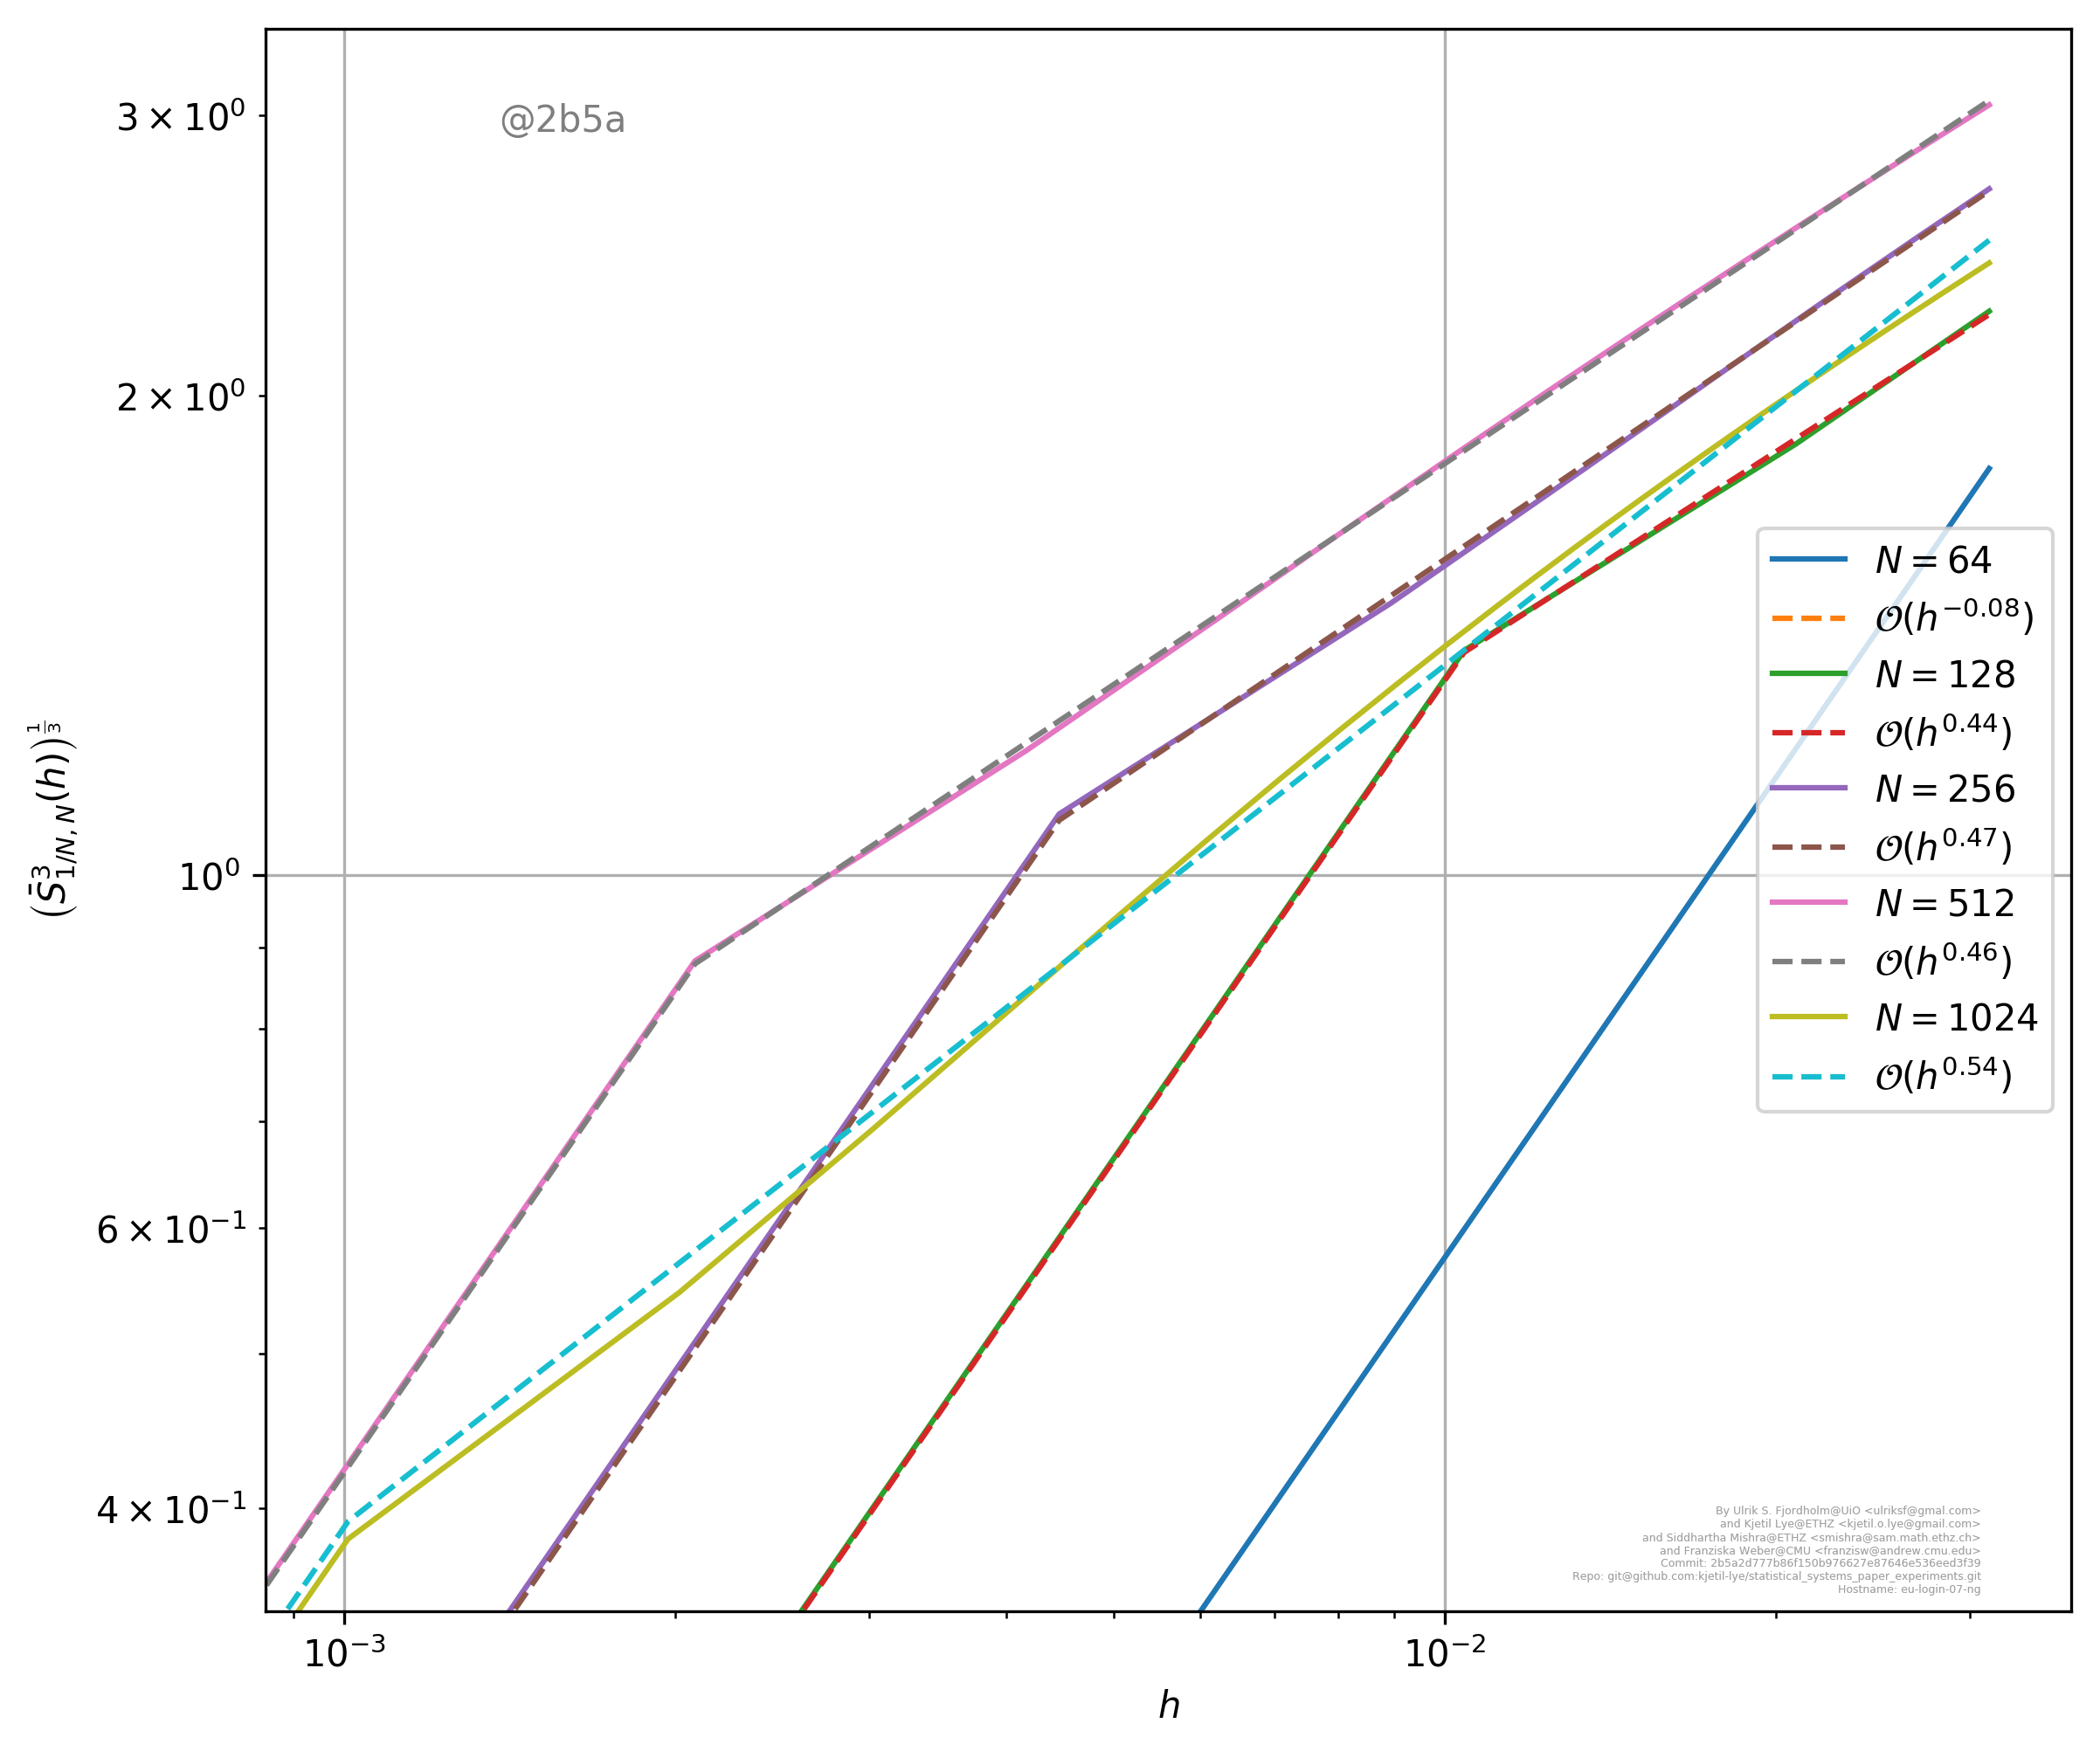 @2b5a
3 × 10⁰
2 × 10⁰
10⁰
6 × 10⁻¹
4 × 10⁻¹
(S̄³₁/N, N(h))^(1/3)
10⁻³
10⁻²
h
N = 64
𝒪(h⁻⁰·⁰⁸)
N = 128
𝒪(h⁰·⁴⁴)
N = 256
𝒪(h⁰·⁴⁷)
N = 512
𝒪(h⁰·⁴⁶)
N = 1024
𝒪(h⁰·⁵⁴)
By Ulrik S. Fjordholm@UiO <ulriksf@gmal.com>
and Kjetil Lye@ETHZ <kjetil.o.lye@gmail.com>
and Siddhartha Mishra@ETHZ <smishra@sam.math.ethz.ch>
and Franziska Weber@CMU <franzisw@andrew.cmu.edu>
Commit: 2b5a2d777b86f150b976627e87646e536eed3f39
Repo: git@github.com:kjetil-lye/statistical_systems_paper_experiments.git
Hostname: eu-login-07-ng